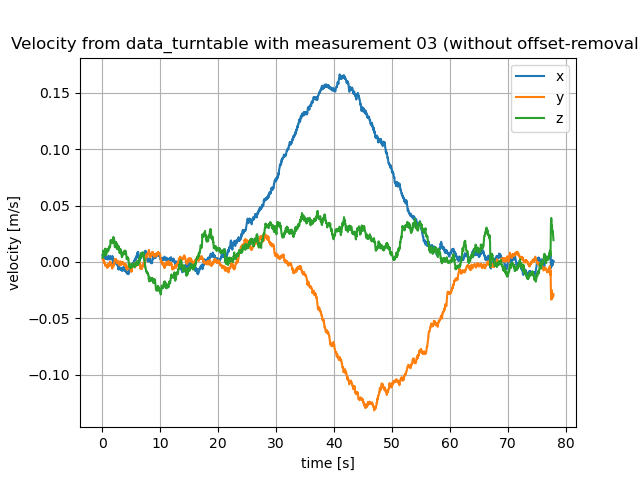 Velocity from data_turntable with measurement 03 (without offset-removal
x
y
z
0.15
0.10
0.05
0.00
−0.05
−0.10
velocity [m/s]
0 10 20 30 40 50 60 70 80
time [s]